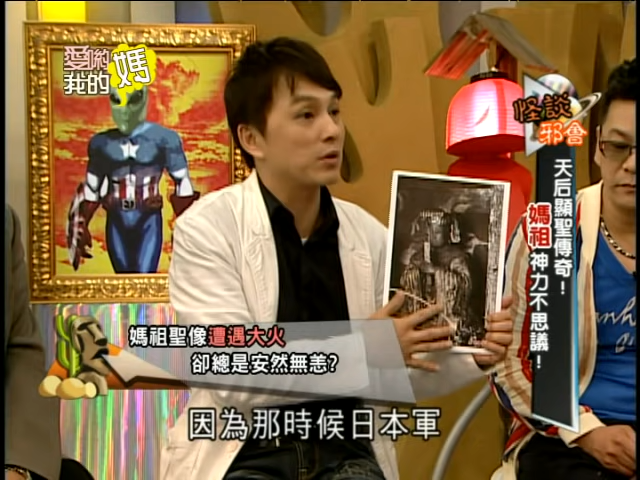 愛喲
我的媽
怪談
邪會
天后顯聖傳奇！
媽祖神力不思議！
媽祖聖像遭遇大火
卻總是安然無恙？
因為那時候日本軍